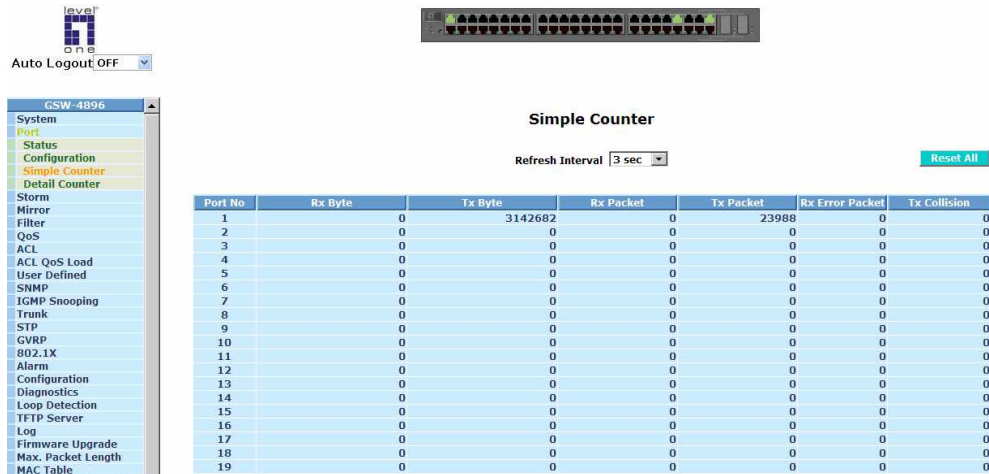 level
one
Auto Logout OFF
GSW-4896
System
Port
Status
Configuration
Simple Counter
Detail Counter
Storm
Mirror
Filter
QoS
ACL
ACL QoS Load
User Defined
SNMP
IGMP Snooping
Trunk
STP
GVRP
802.1X
Alarm
Configuration
Diagnostics
Loop Detection
TFTP Server
Log
Firmware Upgrade
Max. Packet Length
MAC Table
Simple Counter
Refresh Interval 3 sec
Reset All
Port No Rx Byte Tx Byte Rx Packet Tx Packet Rx Error Packet Tx Collision
1 0 3142682 0 23988 0 0
2 0 0 0 0 0 0
3 0 0 0 0 0 0
4 0 0 0 0 0 0
5 0 0 0 0 0 0
6 0 0 0 0 0 0
7 0 0 0 0 0 0
8 0 0 0 0 0 0
9 0 0 0 0 0 0
10 0 0 0 0 0 0
11 0 0 0 0 0 0
12 0 0 0 0 0 0
13 0 0 0 0 0 0
14 0 0 0 0 0 0
15 0 0 0 0 0 0
16 0 0 0 0 0 0
17 0 0 0 0 0 0
18 0 0 0 0 0 0
19 0 0 0 0 0 0